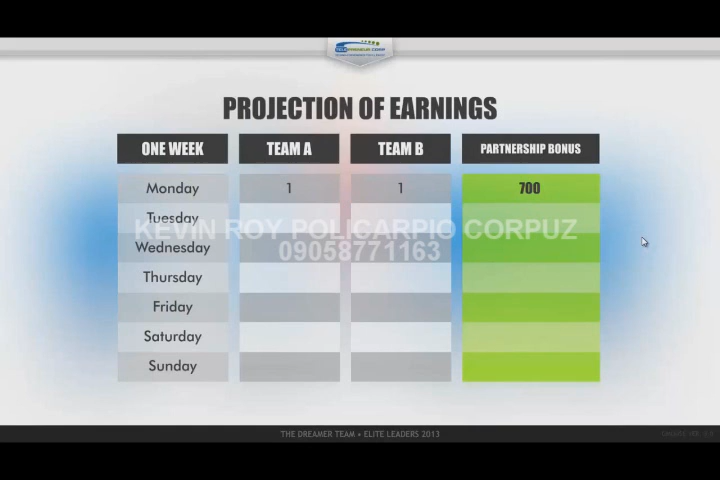 PROJECTION OF EARNINGS
ONE WEEK TEAM A TEAM B PARTNERSHIP BONUS
Monday 1 1 700
Tuesday
KEVIN ROY POLICARPIO CORPUZ
Wednesday
09058771163
Thursday
Friday
Saturday
Sunday
THE DREAMER TEAM • ELITE LEADERS 2013